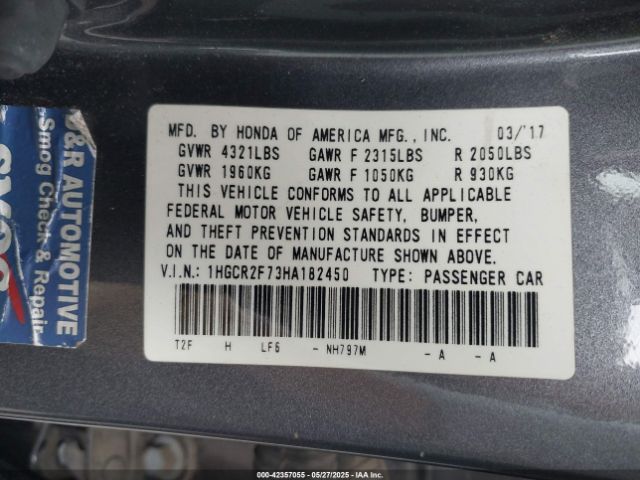 MFD. BY HONDA OF AMERICA MFG., INC. 03/'17
GVWR 4321LBS GAWR F 2315LBS R 2050LBS
GVWR 1960KG GAWR F 1050KG R 930KG
THIS VEHICLE CONFORMS TO ALL APPLICABLE
FEDERAL MOTOR VEHICLE SAFETY, BUMPER,
AND THEFT PREVENTION STANDARDS IN EFFECT
ON THE DATE OF MANUFACTURE SHOWN ABOVE.
V.I.N.: 1HGCR2F73HA182450 TYPE: PASSENGER CAR
T2F H LF6 - NH797M - A - A
&R AUTOMOTIVE
Smog Check & Repair
000-42357055 - 05/27/2025 - IAAI